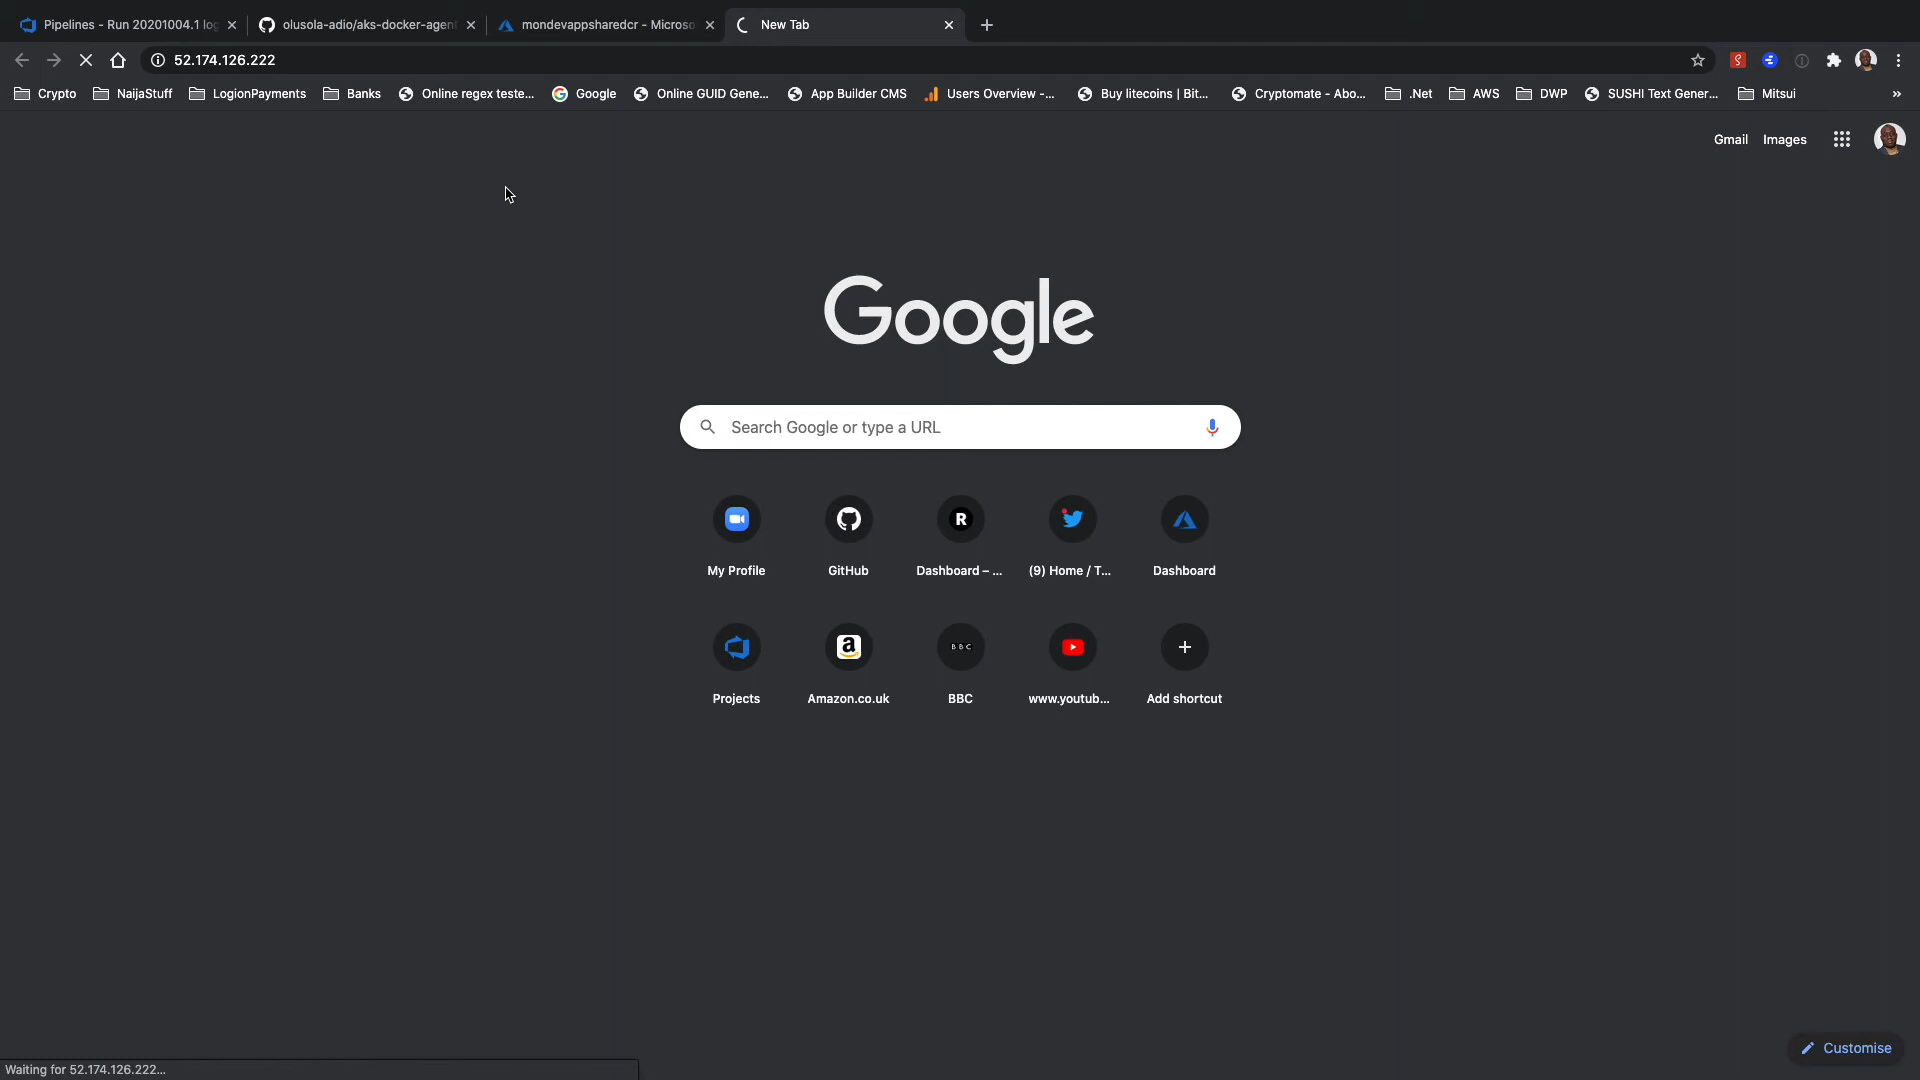 Pipelines - Run 20201004.1 log
olusola-adio/aks-docker-agent
mondevappsharedcr - Microso
New Tab
52.174.126.222
Crypto
NaijaStuff
LogionPayments
Banks
Online regex teste...
Google
Online GUID Gene...
App Builder CMS
Users Overview -...
Buy litecoins | Bit...
Cryptomate - Abo...
.Net
AWS
DWP
SUSHI Text Gener...
Mitsui
»
Gmail
Images
Google
Search Google or type a URL
My Profile
GitHub
R
Dashboard – ...
(9) Home / T...
Dashboard
Projects
a
Amazon.co.uk
BBC
BBC
www.youtub...
Add shortcut
Customise
Waiting for 52.174.126.222...